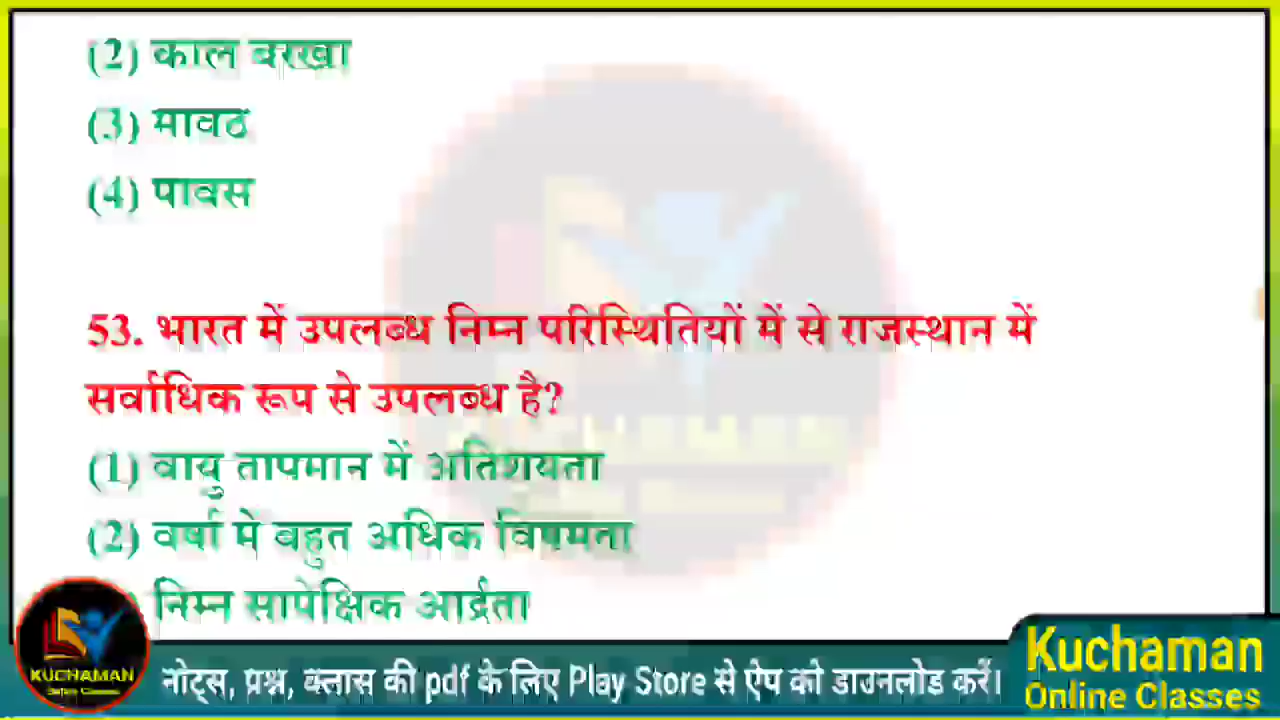 (2) काल बरखा
(3) मावठ
(4) पावस
53. भारत में उपलब्ध निम्न परिस्थितियों में से राजस्थान में
सर्वाधिक रूप से उपलब्ध है?
(1) वायु तापमान में अतिशयता
(2) वर्षा में बहुत अधिक विषमता
निम्न सापेक्षिक आर्द्रता
KUCHAMAN
नोट्स, प्रश्न, क्लास की pdf के लिए Play Store से ऐप को डाउनलोड करें।
Kuchaman
Online Classes